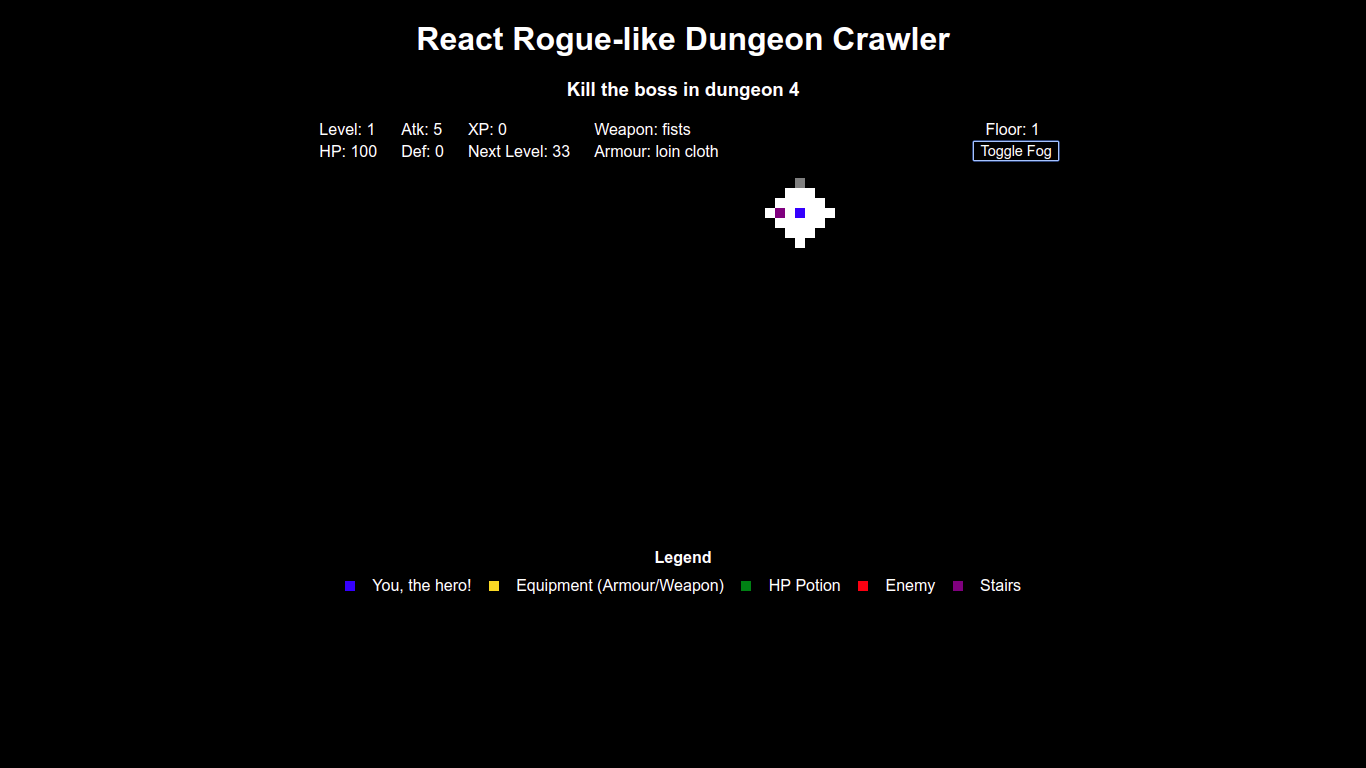 React Rogue-like Dungeon Crawler
Kill the boss in dungeon 4
Level: 1 Atk: 5 XP: 0 Weapon: fists Floor: 1
HP: 100 Def: 0 Next Level: 33 Armour: loin cloth Toggle Fog
Legend
You, the hero! Equipment (Armour/Weapon) HP Potion Enemy Stairs